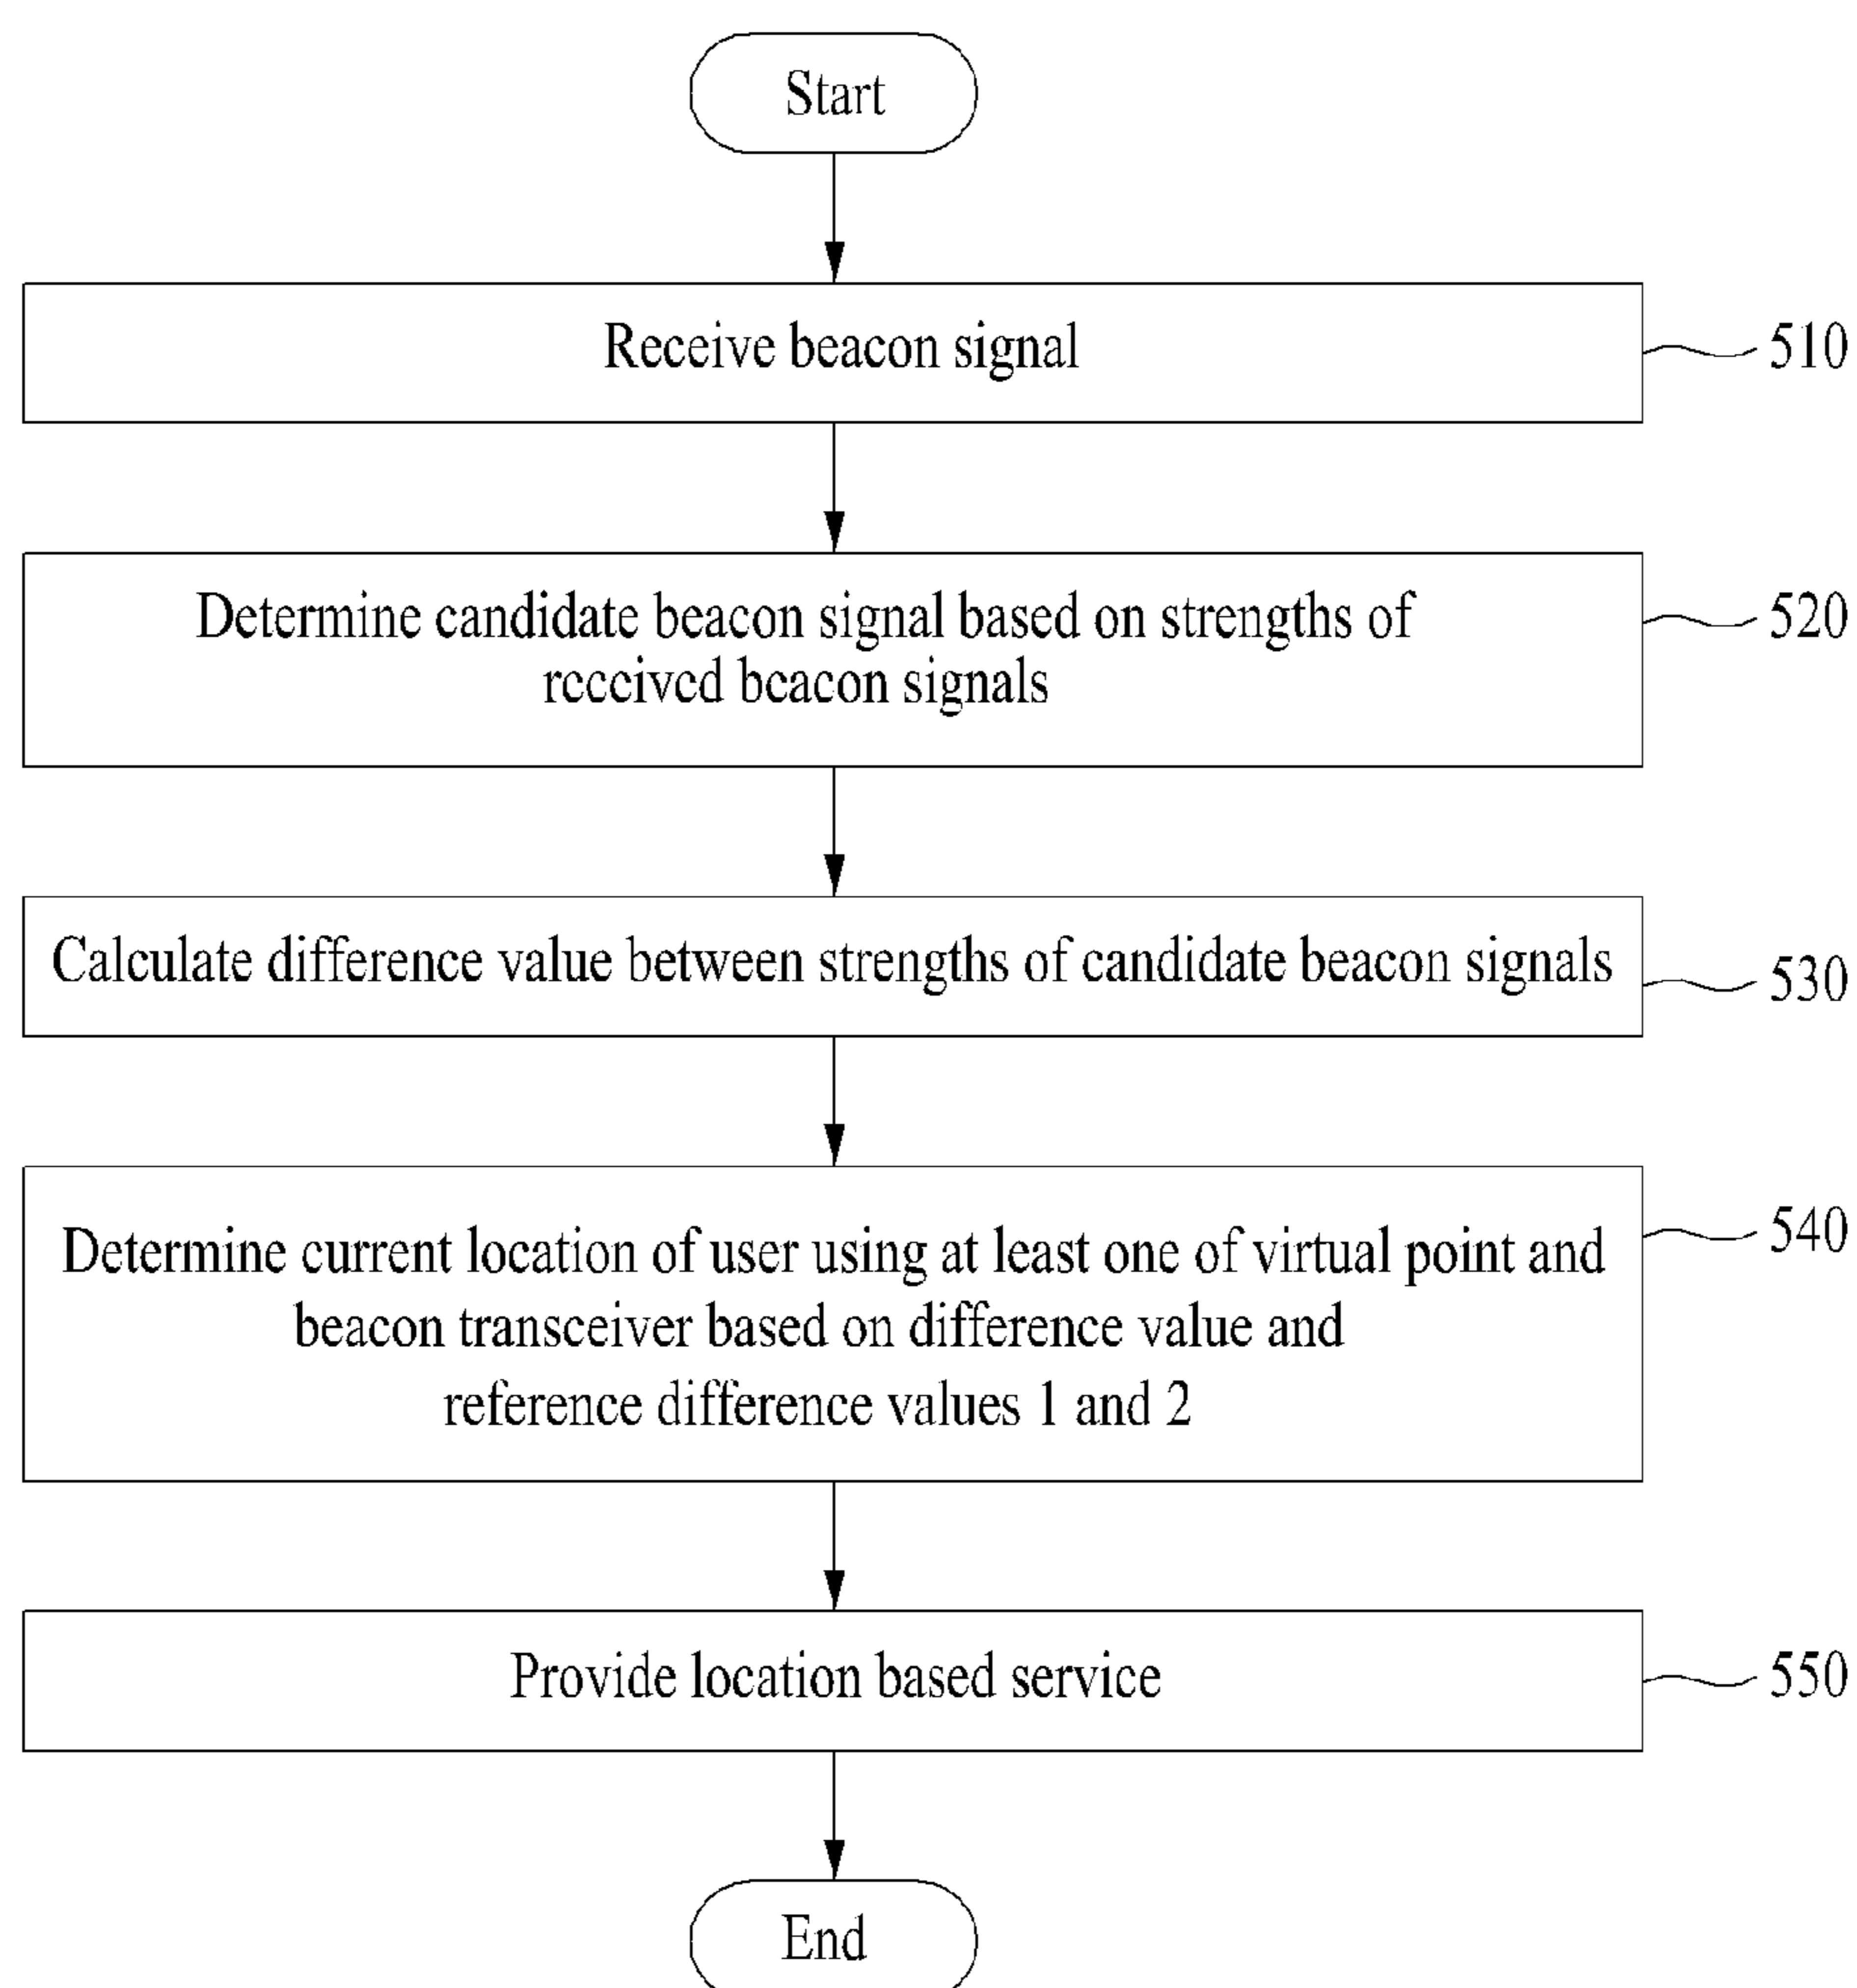 Start
Receive beacon signal
510
Determine candidate beacon signal based on strengths of
received beacon signals
520
Calculate difference value between strengths of candidate beacon signals
530
Determine current location of user using at least one of virtual point and
beacon transceiver based on difference value and
reference difference values 1 and 2
540
Provide location based service
550
End